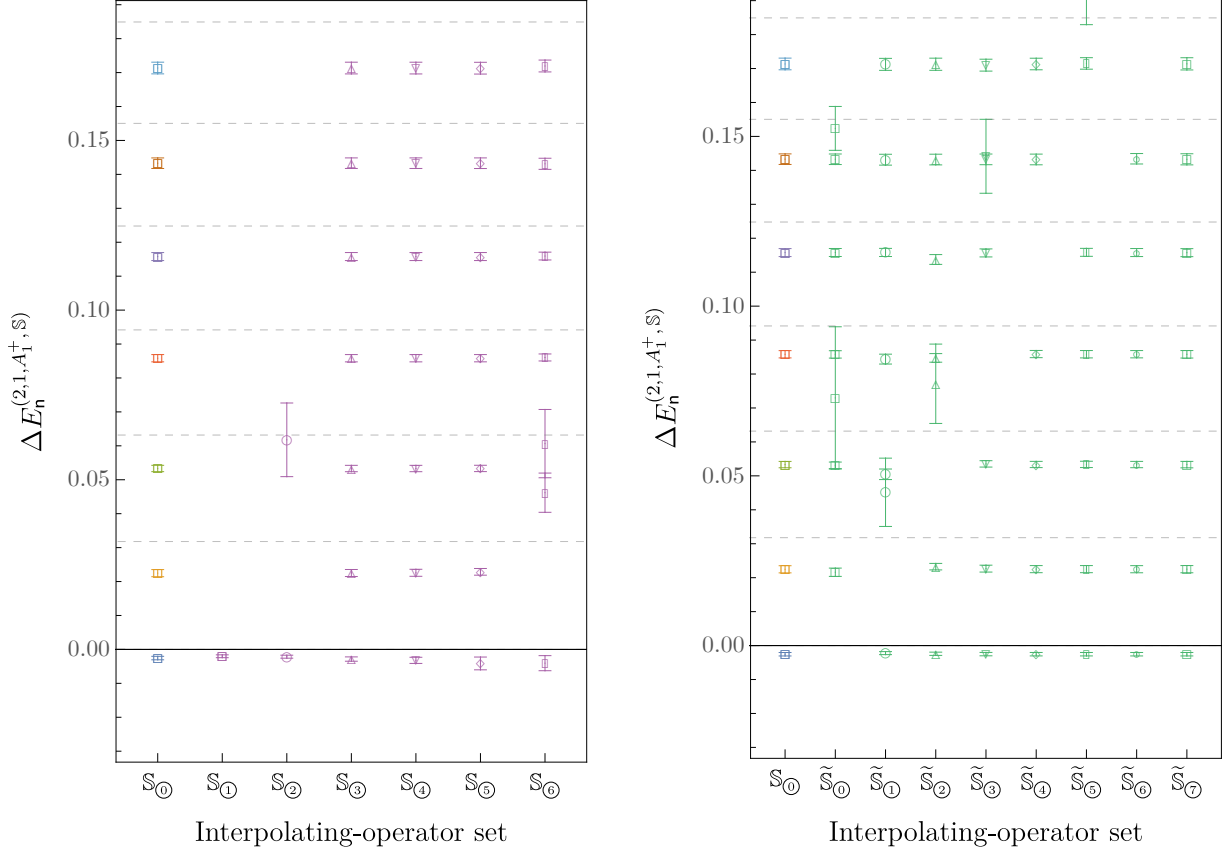 0.15
0.10
0.05
0.00
ΔE_n^(2,1,A_1^+,𝕊)
𝕊⓪ 𝕊① 𝕊② 𝕊③ 𝕊④ 𝕊⑤ 𝕊⑥
Interpolating-operator set
0.15
0.10
0.05
0.00
ΔE_n^(2,1,A_1^+,𝕊)
𝕊⓪ 𝕊̃⓪ 𝕊̃① 𝕊̃② 𝕊̃③ 𝕊̃④ 𝕊̃⑤ 𝕊̃⑥ 𝕊̃⑦
Interpolating-operator set